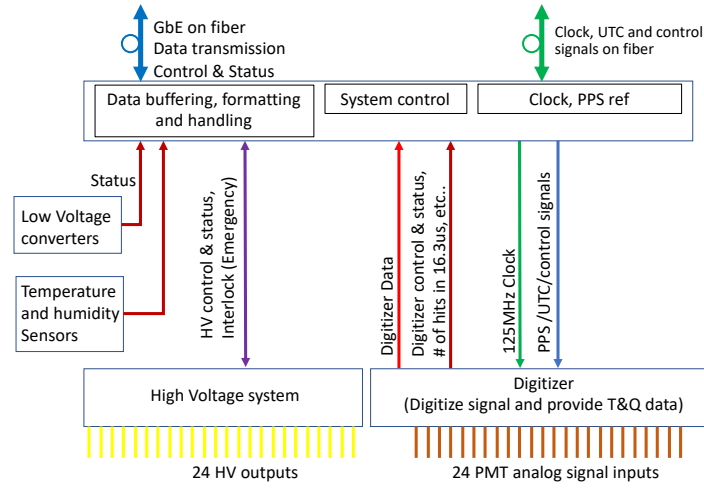 GbE on fiber
Data transmission
Control & Status
Clock, UTC and control
signals on fiber
Data buffering, formatting
and handling
System control
Clock, PPS ref
Status
Low Voltage
converters
Temperature
and humidity
Sensors
HV control & status,
Interlock (Emergency)
Digitizer Data
Digitizer control & status,
# of hits in 16.3us, etc..
125MHz Clock
PPS /UTC/control signals
High Voltage system
Digitizer
(Digitize signal and provide T&Q data)
24 HV outputs
24 PMT analog signal inputs